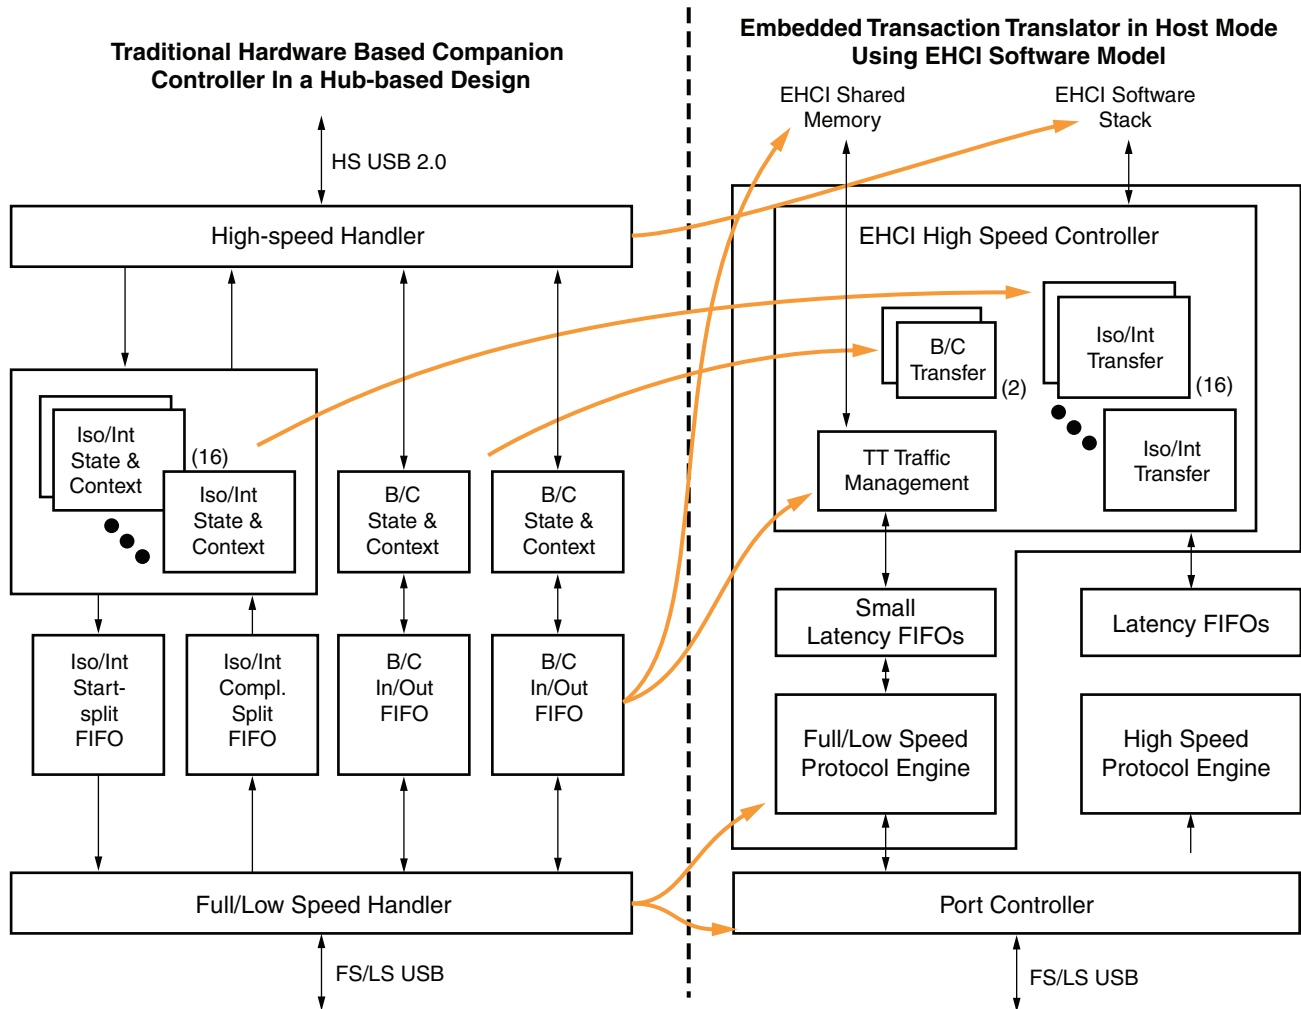 Traditional Hardware Based Companion
Controller In a Hub-based Design
HS USB 2.0
High-speed Handler
Iso/Int
State &
Context
(16)
Iso/Int
State &
Context
B/C
State &
Context
B/C
State &
Context
Iso/Int
Start-
split
FIFO
Iso/Int
Compl.
Split
FIFO
B/C
In/Out
FIFO
B/C
In/Out
FIFO
Full/Low Speed Handler
FS/LS USB
Embedded Transaction Translator in Host Mode
Using EHCI Software Model
EHCI Shared
Memory
EHCI Software
Stack
EHCI High Speed Controller
B/C
Transfer
(2)
Iso/Int
Transfer
(16)
Iso/Int
Transfer
TT Traffic
Management
Small
Latency FIFOs
Latency FIFOs
Full/Low Speed
Protocol Engine
High Speed
Protocol Engine
Port Controller
FS/LS USB